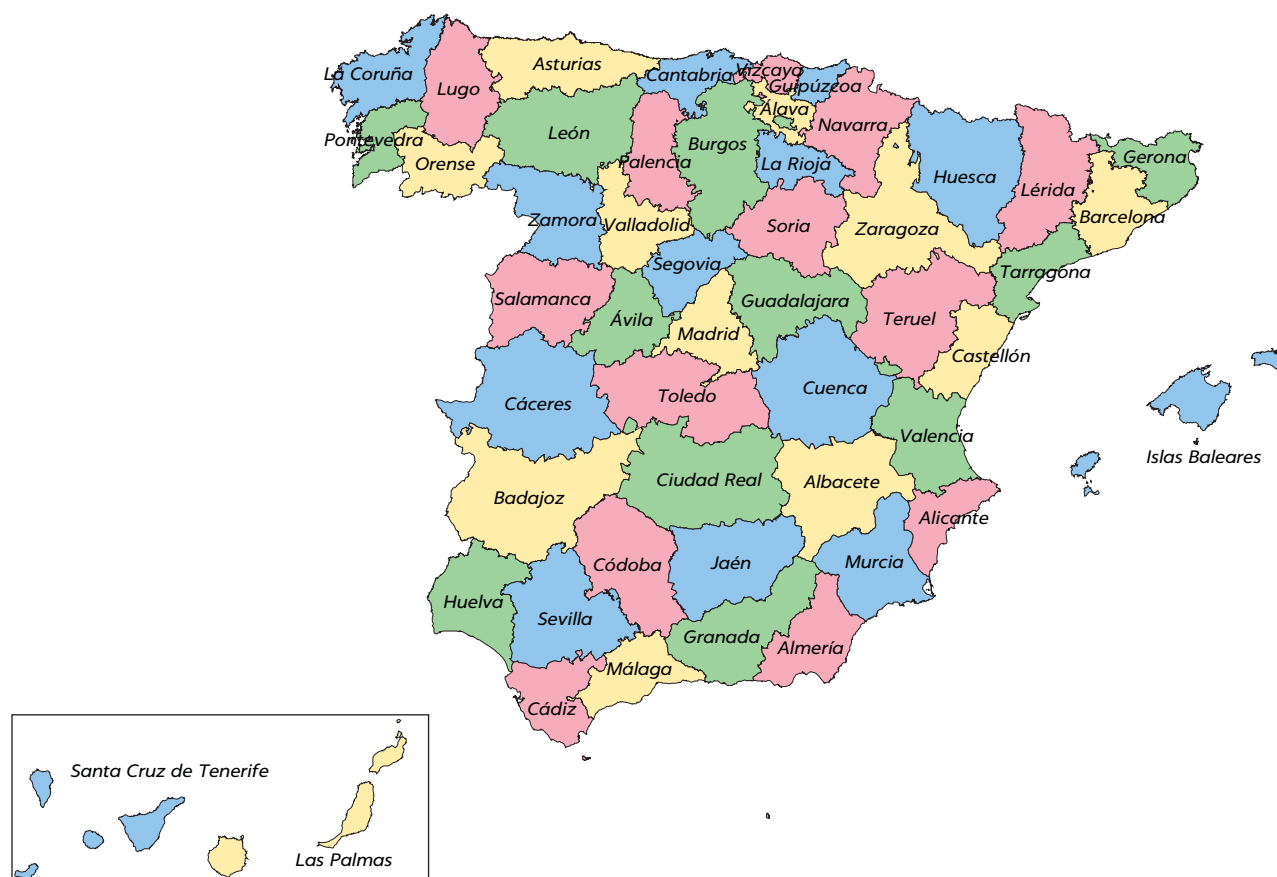 La Coruña
Lugo
Asturias
Cantabria
Vizcaya
Guipúzcoa
Álava
Navarra
Pontevedra
Orense
León
Palencia
Burgos
La Rioja
Huesca
Lérida
Gerona
Barcelona
Zamora
Valladolid
Soria
Zaragoza
Segovia
Tarragóna
Salamanca
Ávila
Madrid
Guadalajara
Teruel
Castellón
Cáceres
Toledo
Cuenca
Valencia
Islas Baleares
Badajoz
Ciudad Real
Albacete
Alicante
Huelva
Sevilla
Córdoba
Jaén
Murcia
Granada
Almería
Málaga
Cádiz
Santa Cruz de Tenerife
Las Palmas